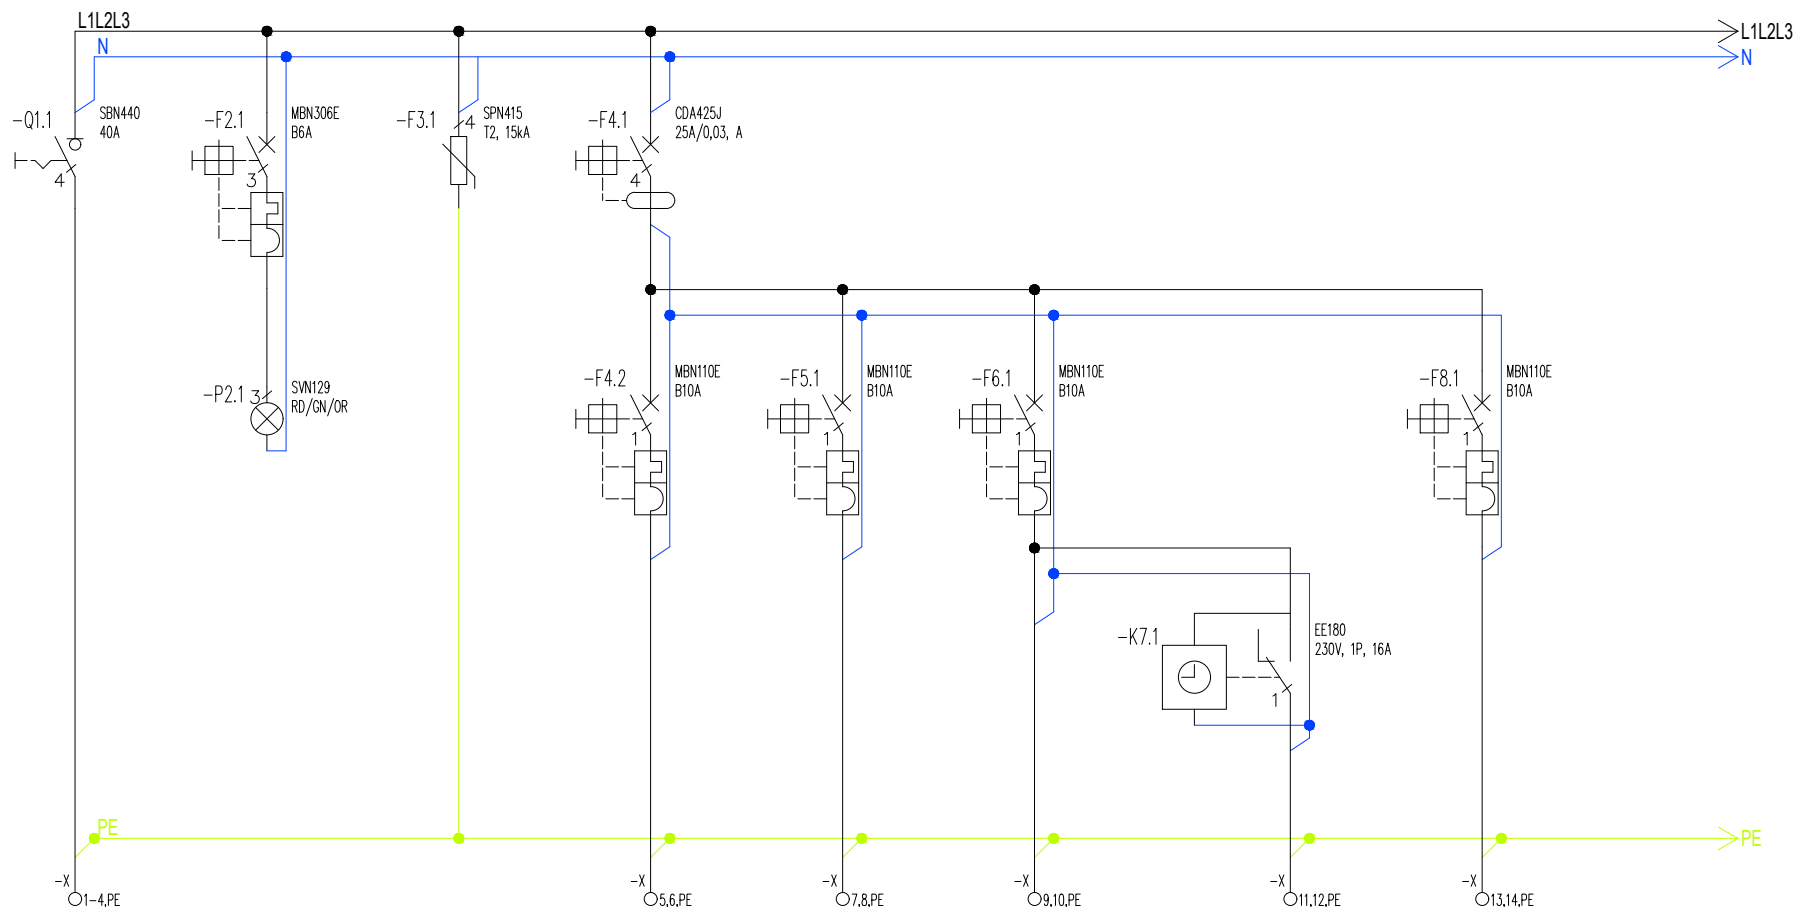 L1L2L3
L1L2L3
N
N
-Q1.1
SBN440
40A
4
-F2.1
MBN306E
B6A
3
-F3.1
SPN415
T2, 15kA
4
-F4.1
CDA425J
25A/0,03, A
4
-P2.1
SVN129
RD/GN/OR
3
-F4.2
MBN110E
B10A
1
-F5.1
MBN110E
B10A
1
-F6.1
MBN110E
B10A
1
-F8.1
MBN110E
B10A
1
-K7.1
EE180
230V, 1P, 16A
1
PE
PE
-X
1-4,PE
-X
5,6,PE
-X
7,8,PE
-X
9,10,PE
-X
11,12,PE
-X
13,14,PE